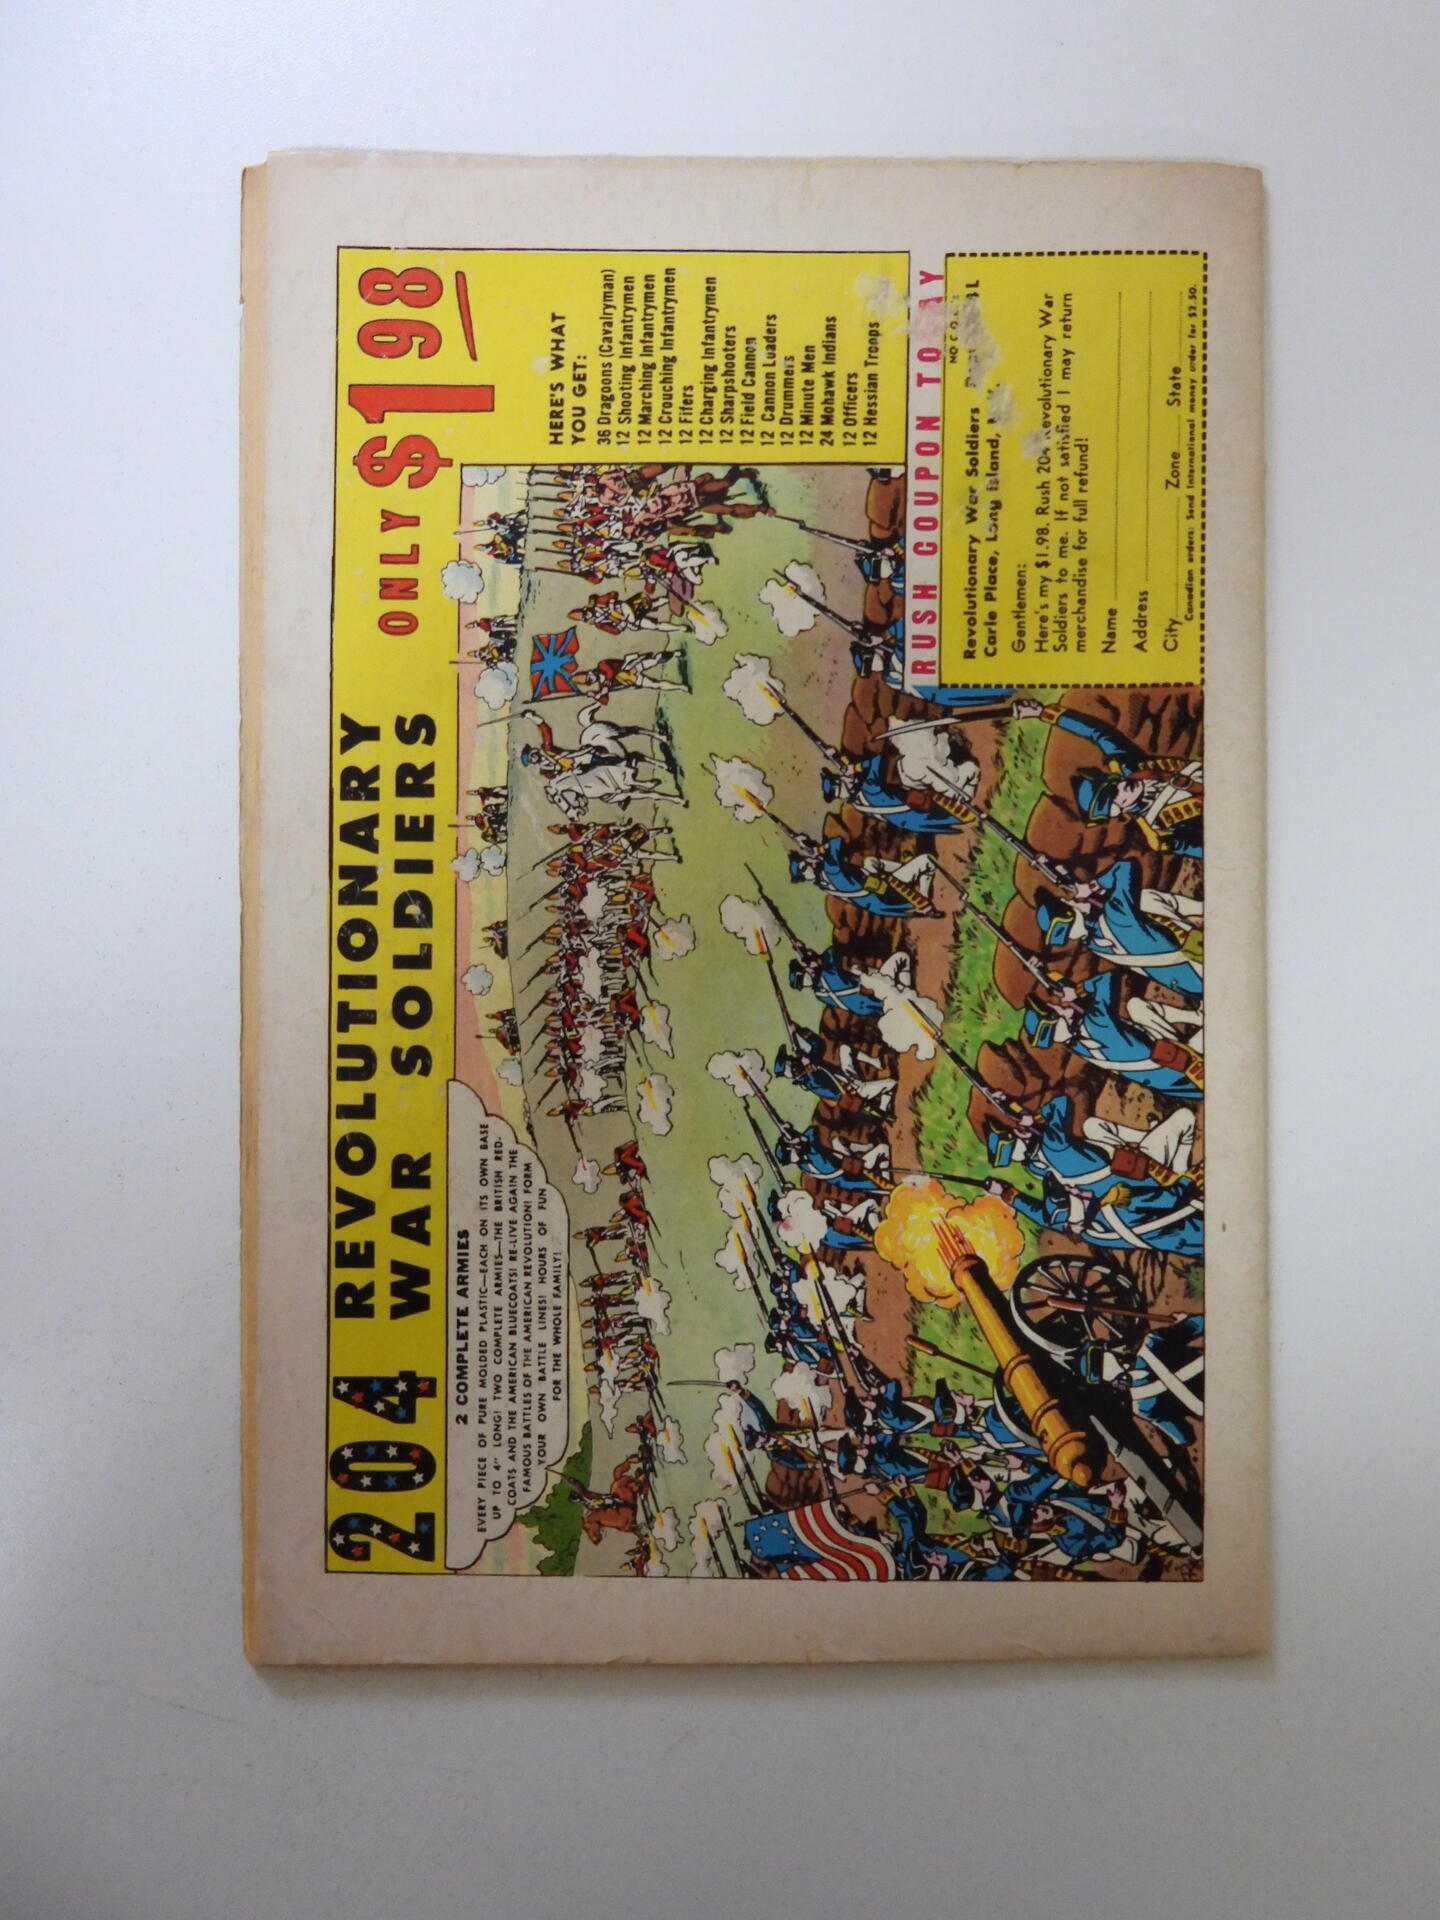 204 REVOLUTIONARY
WAR SOLDIERS ONLY $1 98
2 COMPLETE ARMIES
EVERY PIECE OF PURE MOLDED PLASTIC—EACH ON ITS OWN BASE
UP TO 4" LONG! TWO COMPLETE ARMIES—THE BRITISH RED-
COATS AND THE AMERICAN BLUECOATS! RE-LIVE AGAIN THE
FAMOUS BATTLES OF THE AMERICAN REVOLUTION! FORM
YOUR OWN BATTLE LINES! HOURS OF FUN
FOR THE WHOLE FAMILY!
HERE'S WHAT
YOU GET:
36 Dragoons (Cavalryman)
12 Shooting Infantrymen
12 Marching Infantrymen
12 Crouching Infantrymen
12 Fifers
12 Charging Infantrymen
12 Sharpshooters
12 Field Cannon
12 Cannon Loaders
12 Drummers
12 Minute Men
24 Mohawk Indians
12 Officers
12 Hessian Troops
RUSH COUPON TODAY
NO C.O.D.'s
Revolutionary War Soldiers
Carle Place, Long Island, N.Y.
Gentlemen:
Here's my $1.98. Rush 204 Revolutionary War
Soldiers to me. If not satisfied I may return
merchandise for full refund!
Name
Address
City Zone State
Canadian orders: Send International money order for $2.50.